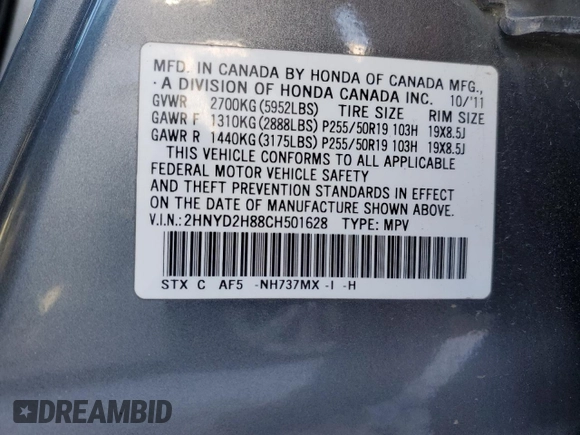 MFD. IN CANADA BY HONDA OF CANADA MFG.,
· A DIVISION OF HONDA CANADA INC. 10/'11
GVWR 2700KG(5952LBS) TIRE SIZE RIM SIZE
GAWR F 1310KG(2888LBS) P255/50R19 103H 19X8.5J
GAWR R 1440KG(3175LBS) P255/50R19 103H 19X8.5J
THIS VEHICLE CONFORMS TO ALL APPLICABLE
FEDERAL MOTOR VEHICLE SAFETY
AND THEFT PREVENTION STANDARDS IN EFFECT
ON THE DATE OF MANUFACTURE SHOWN ABOVE.
V.I.N.: 2HNYD2H88CH501628 TYPE: MPV
STX C AF5 -NH737MX -I -H
DREAMBID